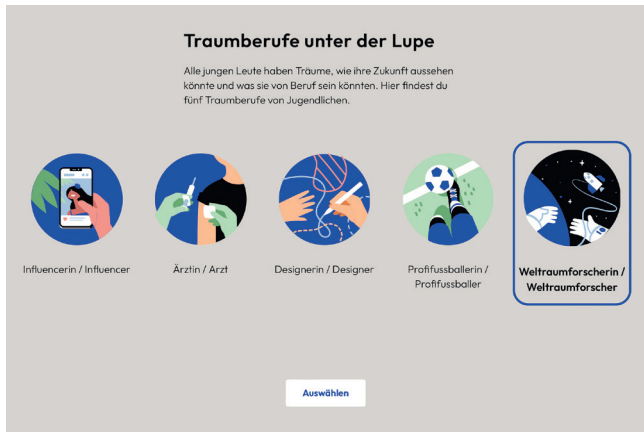 Traumberufe unter der Lupe
Alle jungen Leute haben Träume, wie ihre Zukunft aussehen
könnte und was sie von Beruf sein könnten. Hier findest du
fünf Traumberufe von Jugendlichen.
Influencerin / Influencer
Ärztin / Arzt
Designerin / Designer
Profifussballerin /
Profifussballer
Weltraumforscherin /
Weltraumforscher
Auswählen